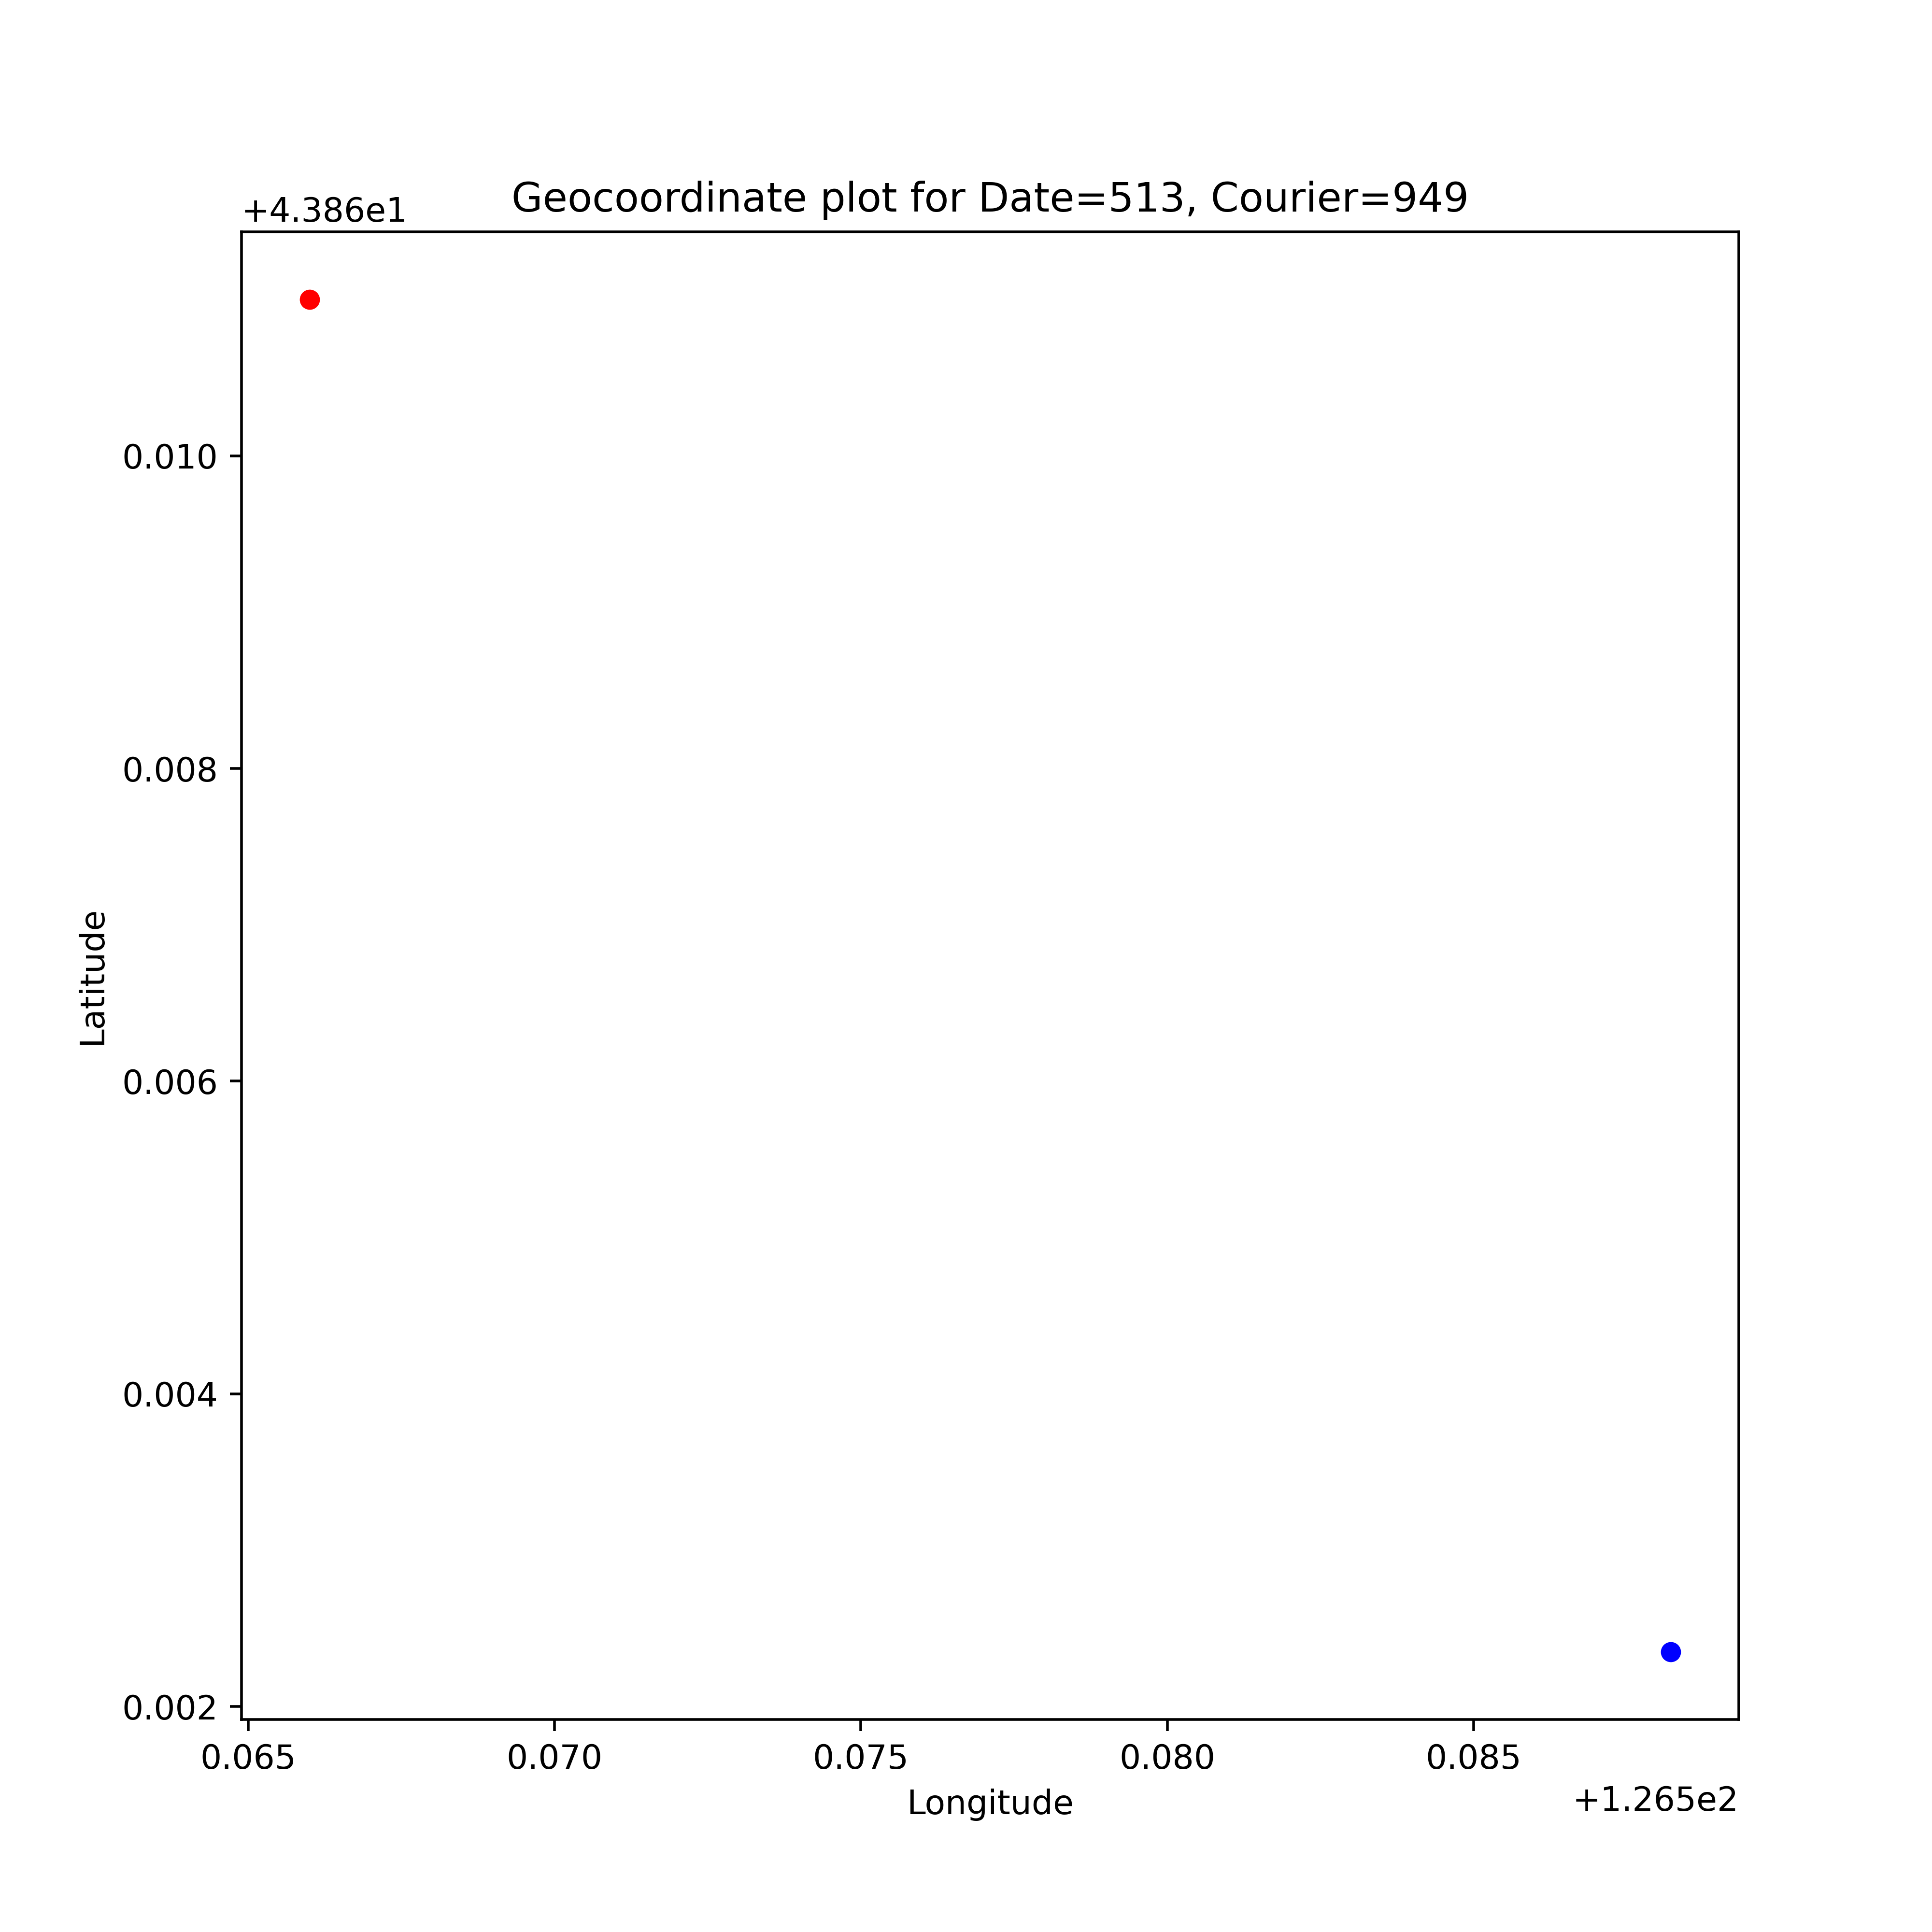 Geocoordinate plot for Date=513, Courier=949
+4.386e1
0.010
0.008
0.006
0.004
0.002
Latitude
0.065 0.070 0.075 0.080 0.085
Longitude
+1.265e2